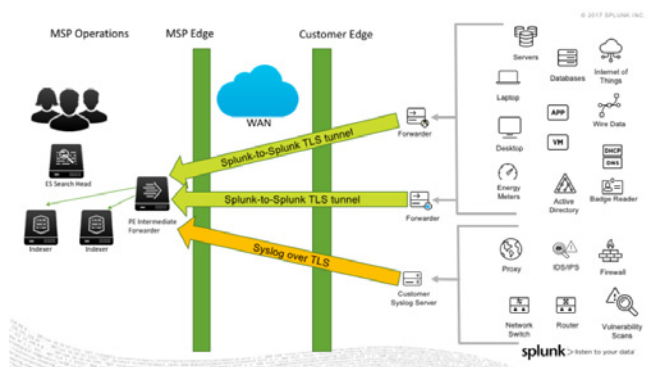 © 2017 SPLUNK INC.
MSP Operations
MSP Edge
Customer Edge
WAN
ES Search Head
Indexer
Indexer
PE Intermediate
Forwarder
Splunk-to-Splunk TLS tunnel
Splunk-to-Splunk TLS tunnel
Syslog over TLS
Forwarder
Forwarder
Customer
Syslog Server
Servers
Databases
Internet of
Things
Laptop
APP
Wire Data
Desktop
VM
DHCP
DNS
Energy
Meters
Active
Directory
Badge Reader
Proxy
IDS/IPS
Firewall
Network
Switch
Router
Vulnerability
Scans
splunk> listen to your data